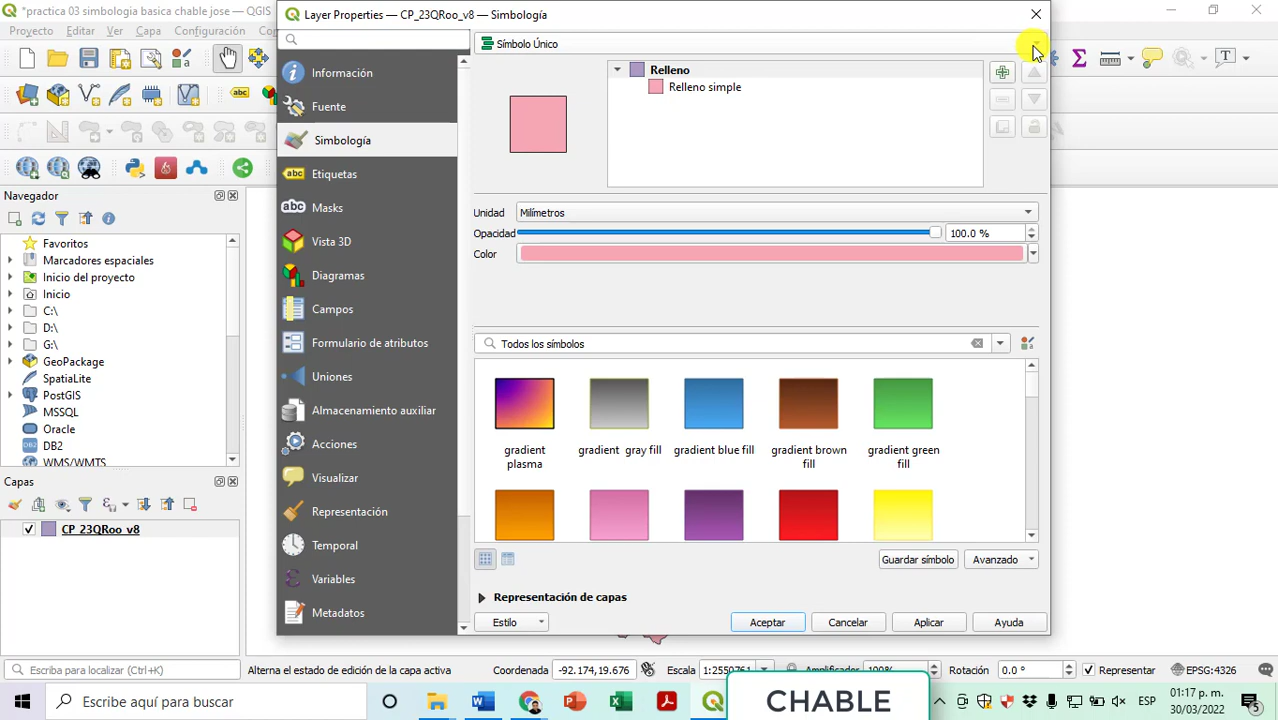 *practica 03 simbologia basica chable jose — QGIS
Layer Properties — CP_23QRoo_v8 — Simbología
Proyecto Edición Ver Capa
Símbolo Único
Información
Fuente
Simbología
Etiquetas
Masks
Vista 3D
Diagramas
Campos
Formulario de atributos
Uniones
Almacenamiento auxiliar
Acciones
Visualizar
Representación
Temporal
Variables
Metadatos
Relleno
Relleno simple
Unidad Milímetros
Opacidad 100.0 %
Color
Todos los símbolos
gradient plasma
gradient gray fill
gradient blue fill
gradient brown fill
gradient green fill
Guardar símbolo Avanzado
Representación de capas
Estilo Aceptar Cancelar Aplicar Ayuda
Navegador
Favoritos
Marcadores espaciales
Inicio del proyecto
Inicio
C:\
D:\
G:\
GeoPackage
SpatiaLite
PostGIS
MSSQL
Oracle
DB2
WMS/WMTS
Capas
CP_23QRoo_v8
Escriba para localizar (Ctrl+K) Alterna el estado de edición de la capa activa Coordenada -92.174,19.676 Escala 1:2550761 Amplificador 100% Rotación 0.0 ° Representar EPSG:4326
Escribe aquí para buscar
CHABLE
ESP
01:17 p. m.
30/03/2022
5